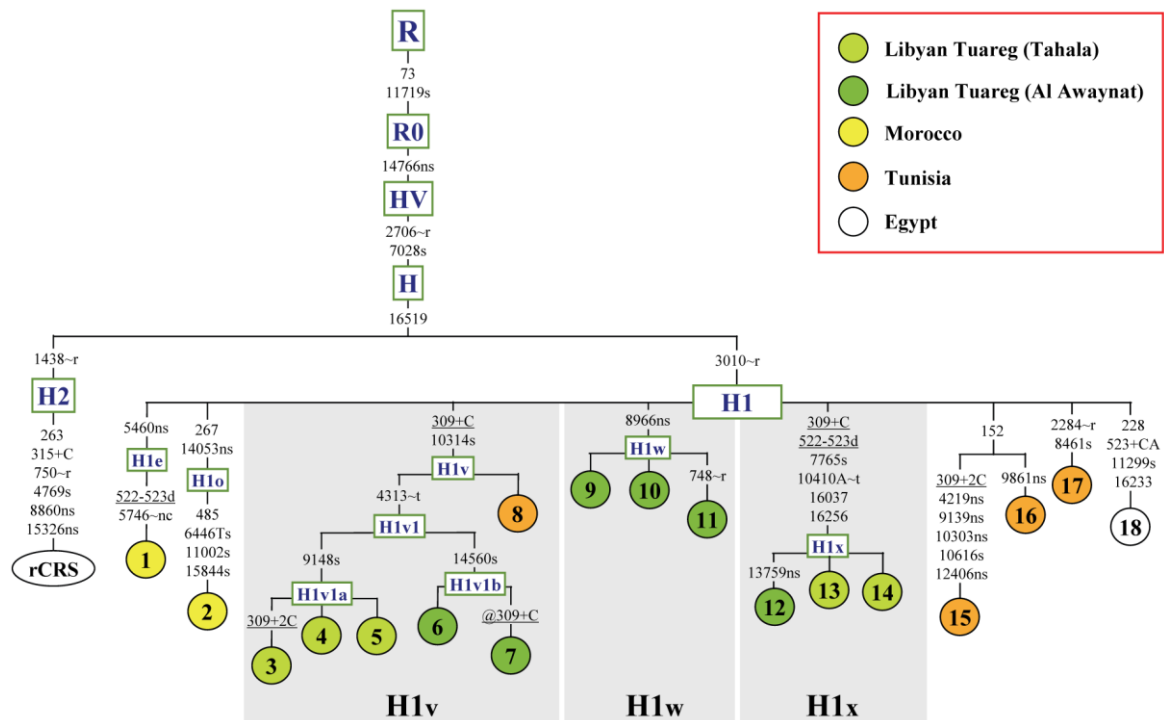 R
73
11719s
R0
14766ns
HV
2706~r
7028s
H
16519
Libyan Tuareg (Tahala)
Libyan Tuareg (Al Awaynat)
Morocco
Tunisia
Egypt
1438~r
H2
263
315+C
750~r
4769s
8860ns
15326ns
rCRS
3010~r
H1
5460ns
H1e
522-523d
5746~nc
1
267
14053ns
H1o
485
6446Ts
11002s
15844s
2
309+C
10314s
H1v
4313~t
H1v1
8
9148s
H1v1a
309+2C
3
4
5
14560s
H1v1b
6
@309+C
7
H1v
8966ns
H1w
9
10
748~r
11
H1w
309+C
522-523d
7765s
10410A~t
16037
16256
H1x
13759ns
12
13
14
H1x
152
309+2C
4219ns
9139ns
10303ns
10616s
12406ns
15
9861ns
16
2284~r
8461s
17
228
523+CA
11299s
16233
18